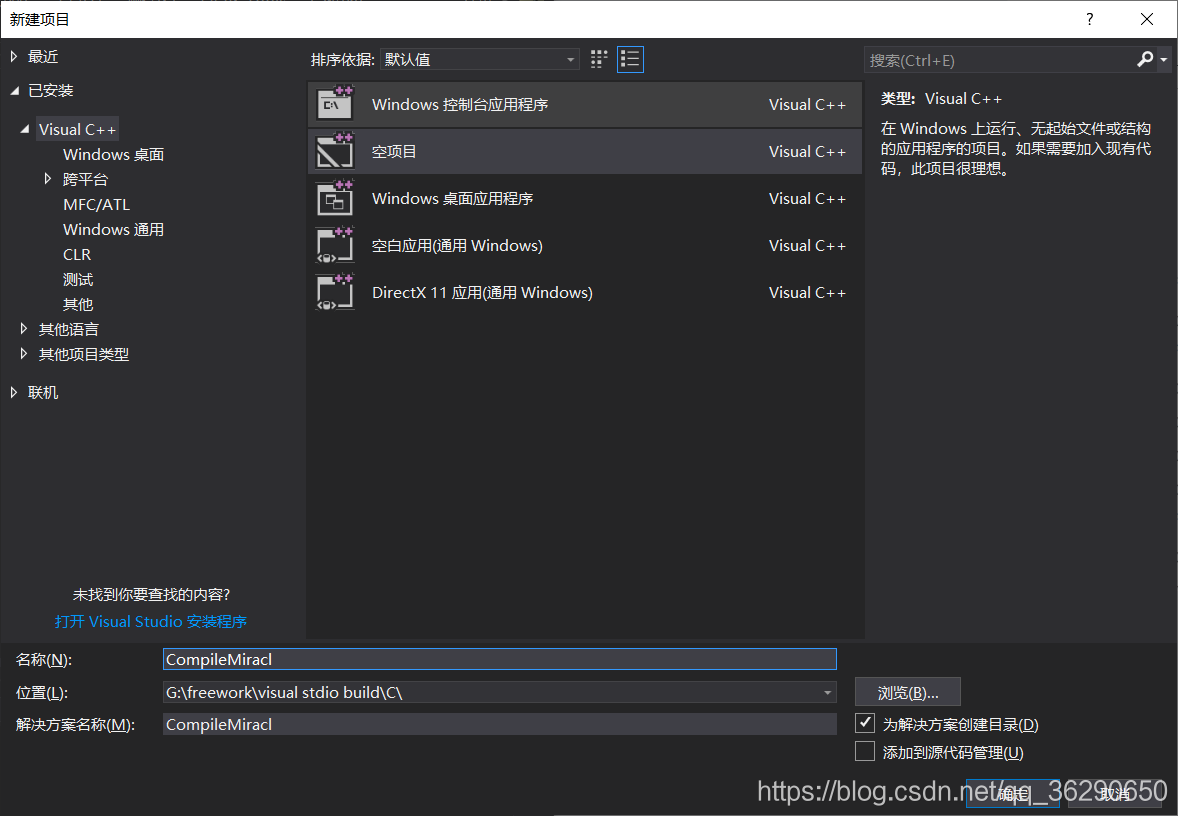 新建项目
?
最近
已安装
Visual C++
Windows 桌面
跨平台
MFC/ATL
Windows 通用
CLR
测试
其他
其他语言
其他项目类型
联机
未找到你要查找的内容?
打开 Visual Studio 安装程序
排序依据: 默认值
Windows 控制台应用程序 Visual C++
空项目 Visual C++
Windows 桌面应用程序 Visual C++
空白应用(通用 Windows) Visual C++
DirectX 11 应用(通用 Windows) Visual C++
搜索(Ctrl+E)
类型: Visual C++
在 Windows 上运行、无起始文件或结构
的应用程序的项目。如果需要加入现有代
码，此项目很理想。
名称(N): CompileMiracl
位置(L): G:\freework\visual stdio build\C\
浏览(B)...
解决方案名称(M): CompileMiracl
为解决方案创建目录(D)
添加到源代码管理(U)
确定
取消
https://blog.csdn.net/qq_36290650